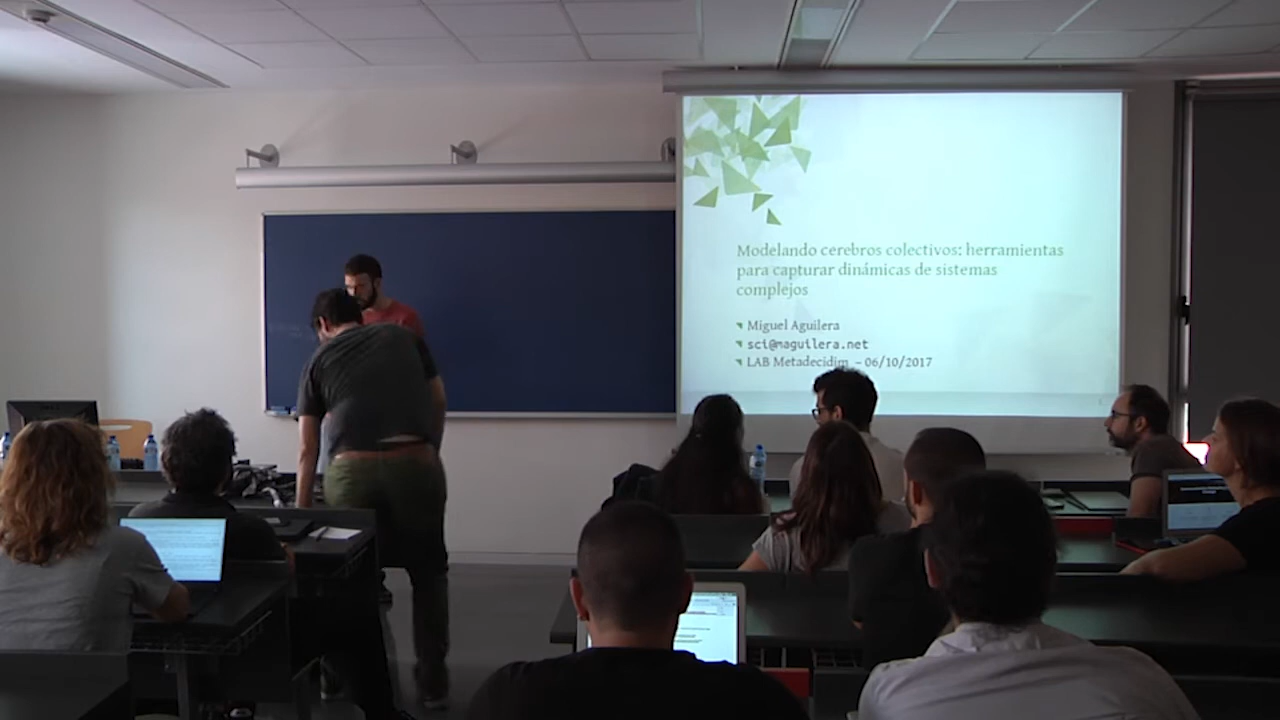 Modelando cerebros colectivos: herramientas
para capturar dinámicas de sistemas
complejos
Miguel Aguilera
sci@maguilera.net
LAB Metadecidim – 06/10/2017